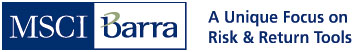 MSCI Barra
A Unique Focus on
Risk & Return Tools